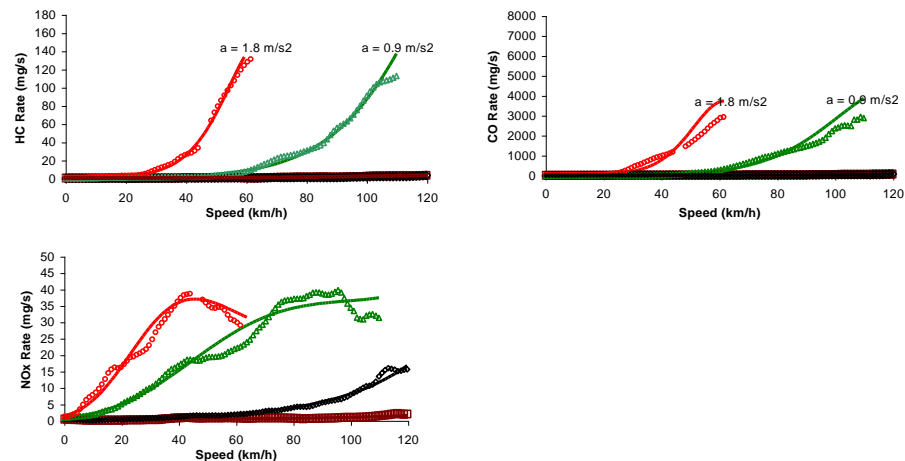 180
160
140
120
100
80
60
40
20
0
HC Rate (mg/s)
a = 1.8 m/s2
a = 0.9 m/s2
0 20 40 60 80 100 120
Speed (km/h)
8000
7000
6000
5000
4000
3000
2000
1000
0
CO Rate (mg/s)
a = 1.8 m/s2
a = 0.9 m/s2
0 20 40 60 80 100 120
Speed (km/h)
50
45
40
35
30
25
20
15
10
5
0
NOx Rate (mg/s)
0 20 40 60 80 100 120
Speed (km/h)